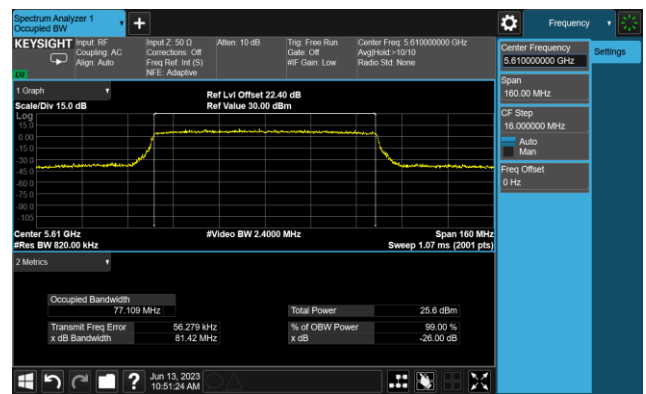 Spectrum Analyzer 1
Occupied BW
Frequency
KEYSIGHT
Input: RF
Coupling: AC
Align: Auto
Input Z: 50 Ω
Corrections: Off
Freq Ref: Int (S)
NFE: Adaptive
Atten: 10 dB
Trig: Free Run
Gate: Off
#IF Gain: Low
Center Freq: 5.610000000 GHz
Avg|Hold:>10/10
Radio Std: None
Center Frequency
5.610000000 GHz
Settings
Span
160.00 MHz
CF Step
16.000000 MHz
Auto
Man
Freq Offset
0 Hz
LW
1 Graph
Scale/Div 15.0 dB
Ref Lvl Offset 22.40 dB
Ref Value 30.00 dBm
Log
15.0
0.00
-15.0
-30.0
-45.0
-60.0
-75.0
-90.0
-105
Center 5.61 GHz
#Res BW 820.00 kHz
#Video BW 2.4000 MHz
Span 160 MHz
Sweep 1.07 ms (2001 pts)
2 Metrics
Occupied Bandwidth
77.109 MHz
Total Power 25.6 dBm
Transmit Freq Error 56.279 kHz
% of OBW Power 99.00 %
x dB Bandwidth 81.42 MHz
x dB -26.00 dB
Jun 13, 2023
10:51:24 AM